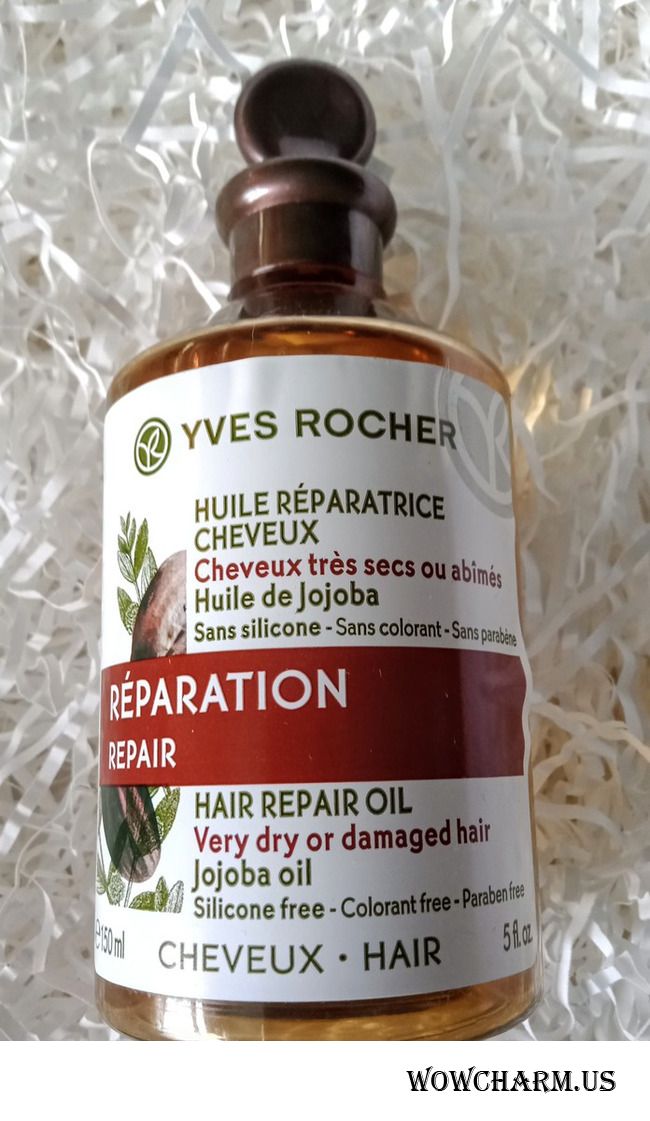 YVES ROCHER
HUILE RÉPARATRICE
CHEVEUX
Cheveux très secs ou abîmés
Huile de Jojoba
Sans silicone - Sans colorant - Sans parabène
RÉPARATION
REPAIR
HAIR REPAIR OIL
Very dry or damaged hair
Jojoba oil
Silicone free - Colorant free - Paraben free
℮150 ml 5 fl. oz.
CHEVEUX • HAIR
WOWCHARM.US